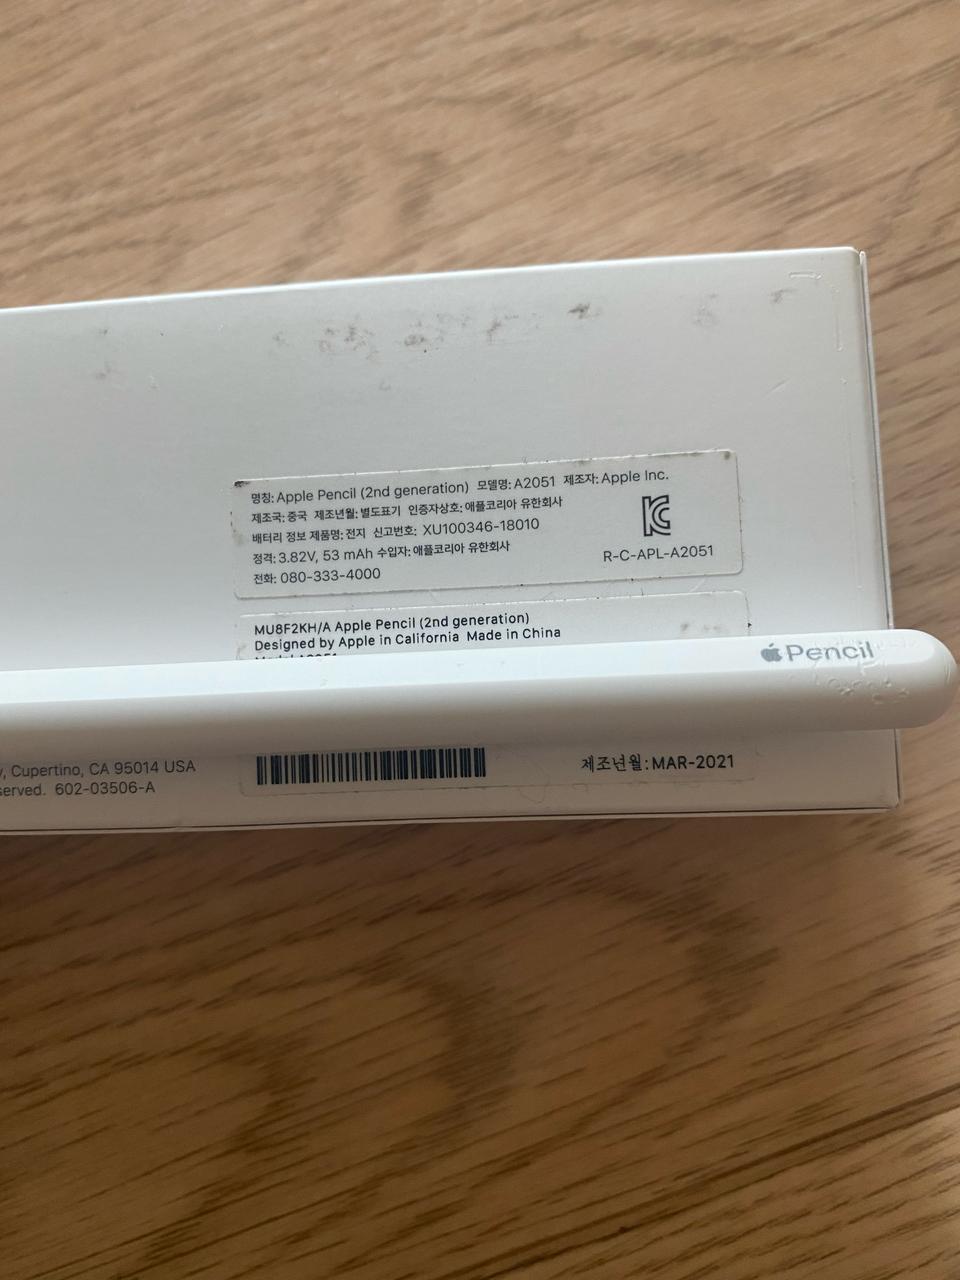 명칭: Apple Pencil (2nd generation) 모델명: A2051 제조자: Apple Inc.
제조국: 중국 제조년월: 별도표기 인증자상호: 애플코리아 유한회사
배터리 정보 제품명: 전지 신고번호: XU100346-18010
정격: 3.82V, 53 mAh 수입자: 애플코리아 유한회사
전화: 080-333-4000
R-C-APL-A2051
MU8F2KH/A Apple Pencil (2nd generation)
Designed by Apple in California Made in China
Pencil
, Cupertino, CA 95014 USA
602-03506-A
제조년월: MAR-2021